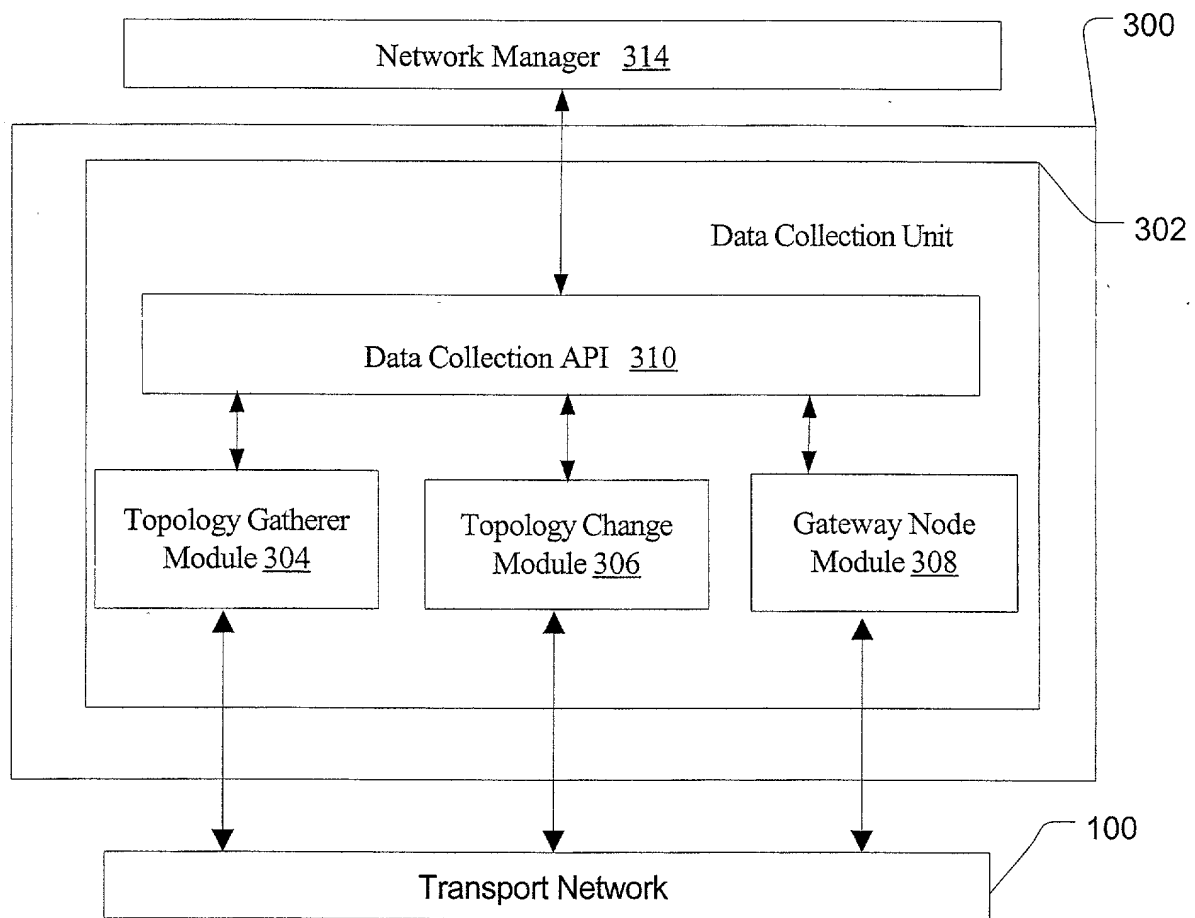 300
Network Manager 314
302
Data Collection Unit
Data Collection API 310
Topology Gatherer
Module 304
Topology Change
Module 306
Gateway Node
Module 308
100
Transport Network